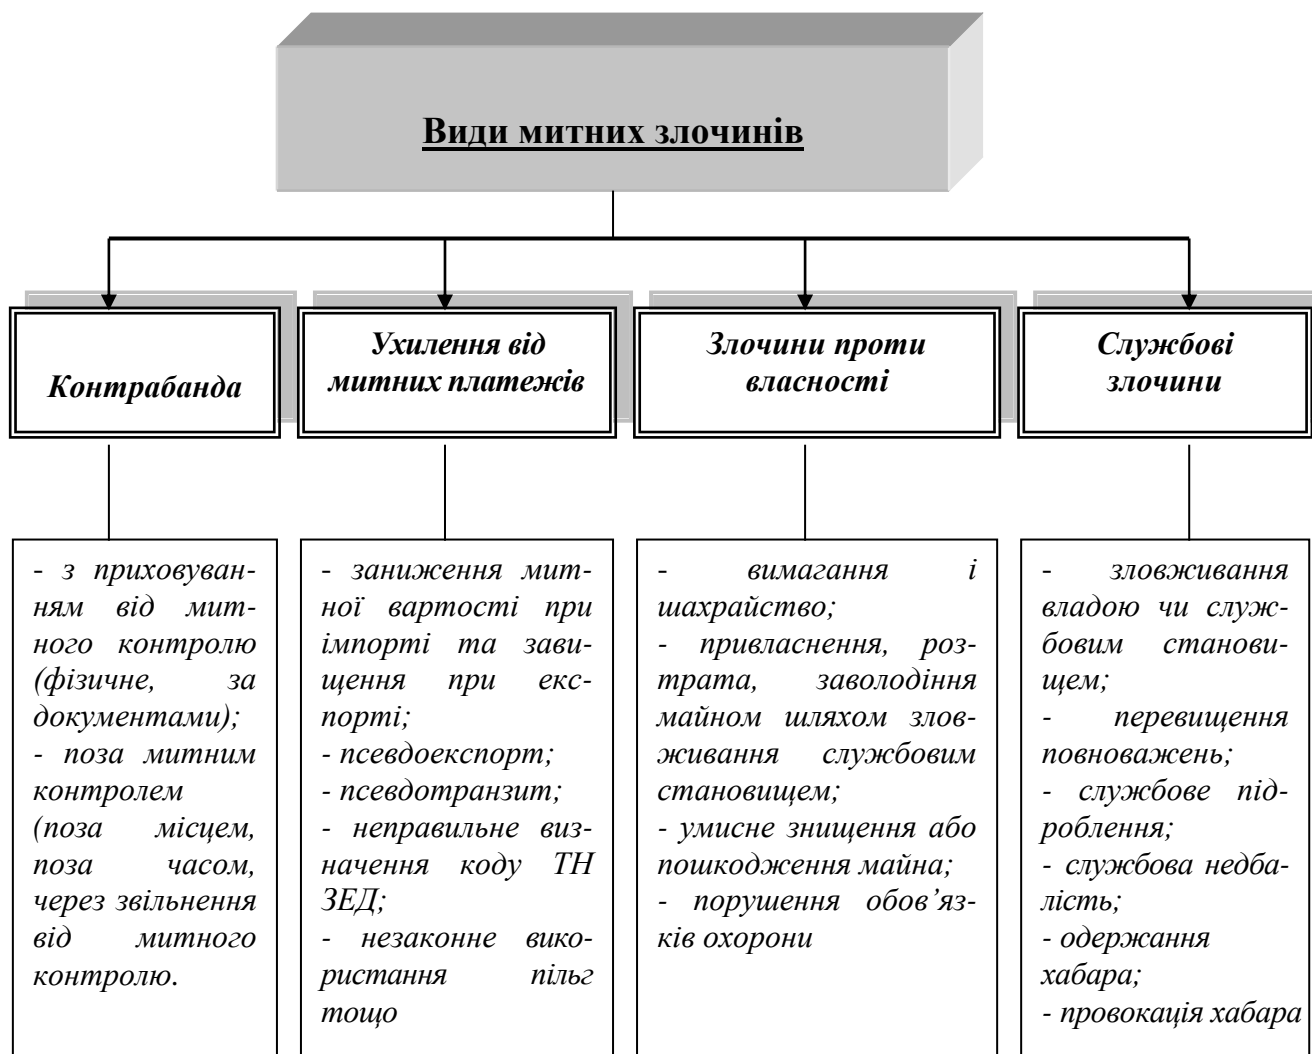 Види митних злочинів
Контрабанда
Ухилення від
митних платежів
Злочини проти
власності
Службові
злочини
- з приховуван-
ням від мит-
ного контролю
(фізичне, за
документами);
- поза митним
контролем
(поза місцем,
поза часом,
через звільнення
від митного
контролю.
- заниження мит-
ної вартості при
імпорті та зави-
щення при екс-
порті;
- псевдоекспорт;
- псевдотранзит;
- неправильне виз-
начення коду ТН
ЗЕД;
- незаконне вико-
ристання пільг
тощо
- вимагання і
шахрайство;
- привласнення, роз-
трата, заволодіння
майном шляхом злов-
живання службовим
становищем;
- умисне знищення або
пошкодження майна;
- порушення обов’яз-
ків охорони
- зловживання
владою чи служ-
бовим станови-
щем;
- перевищення
повноважень;
- службове під-
роблення;
- службова недба-
лість;
- одержання
хабара;
- провокація хабара